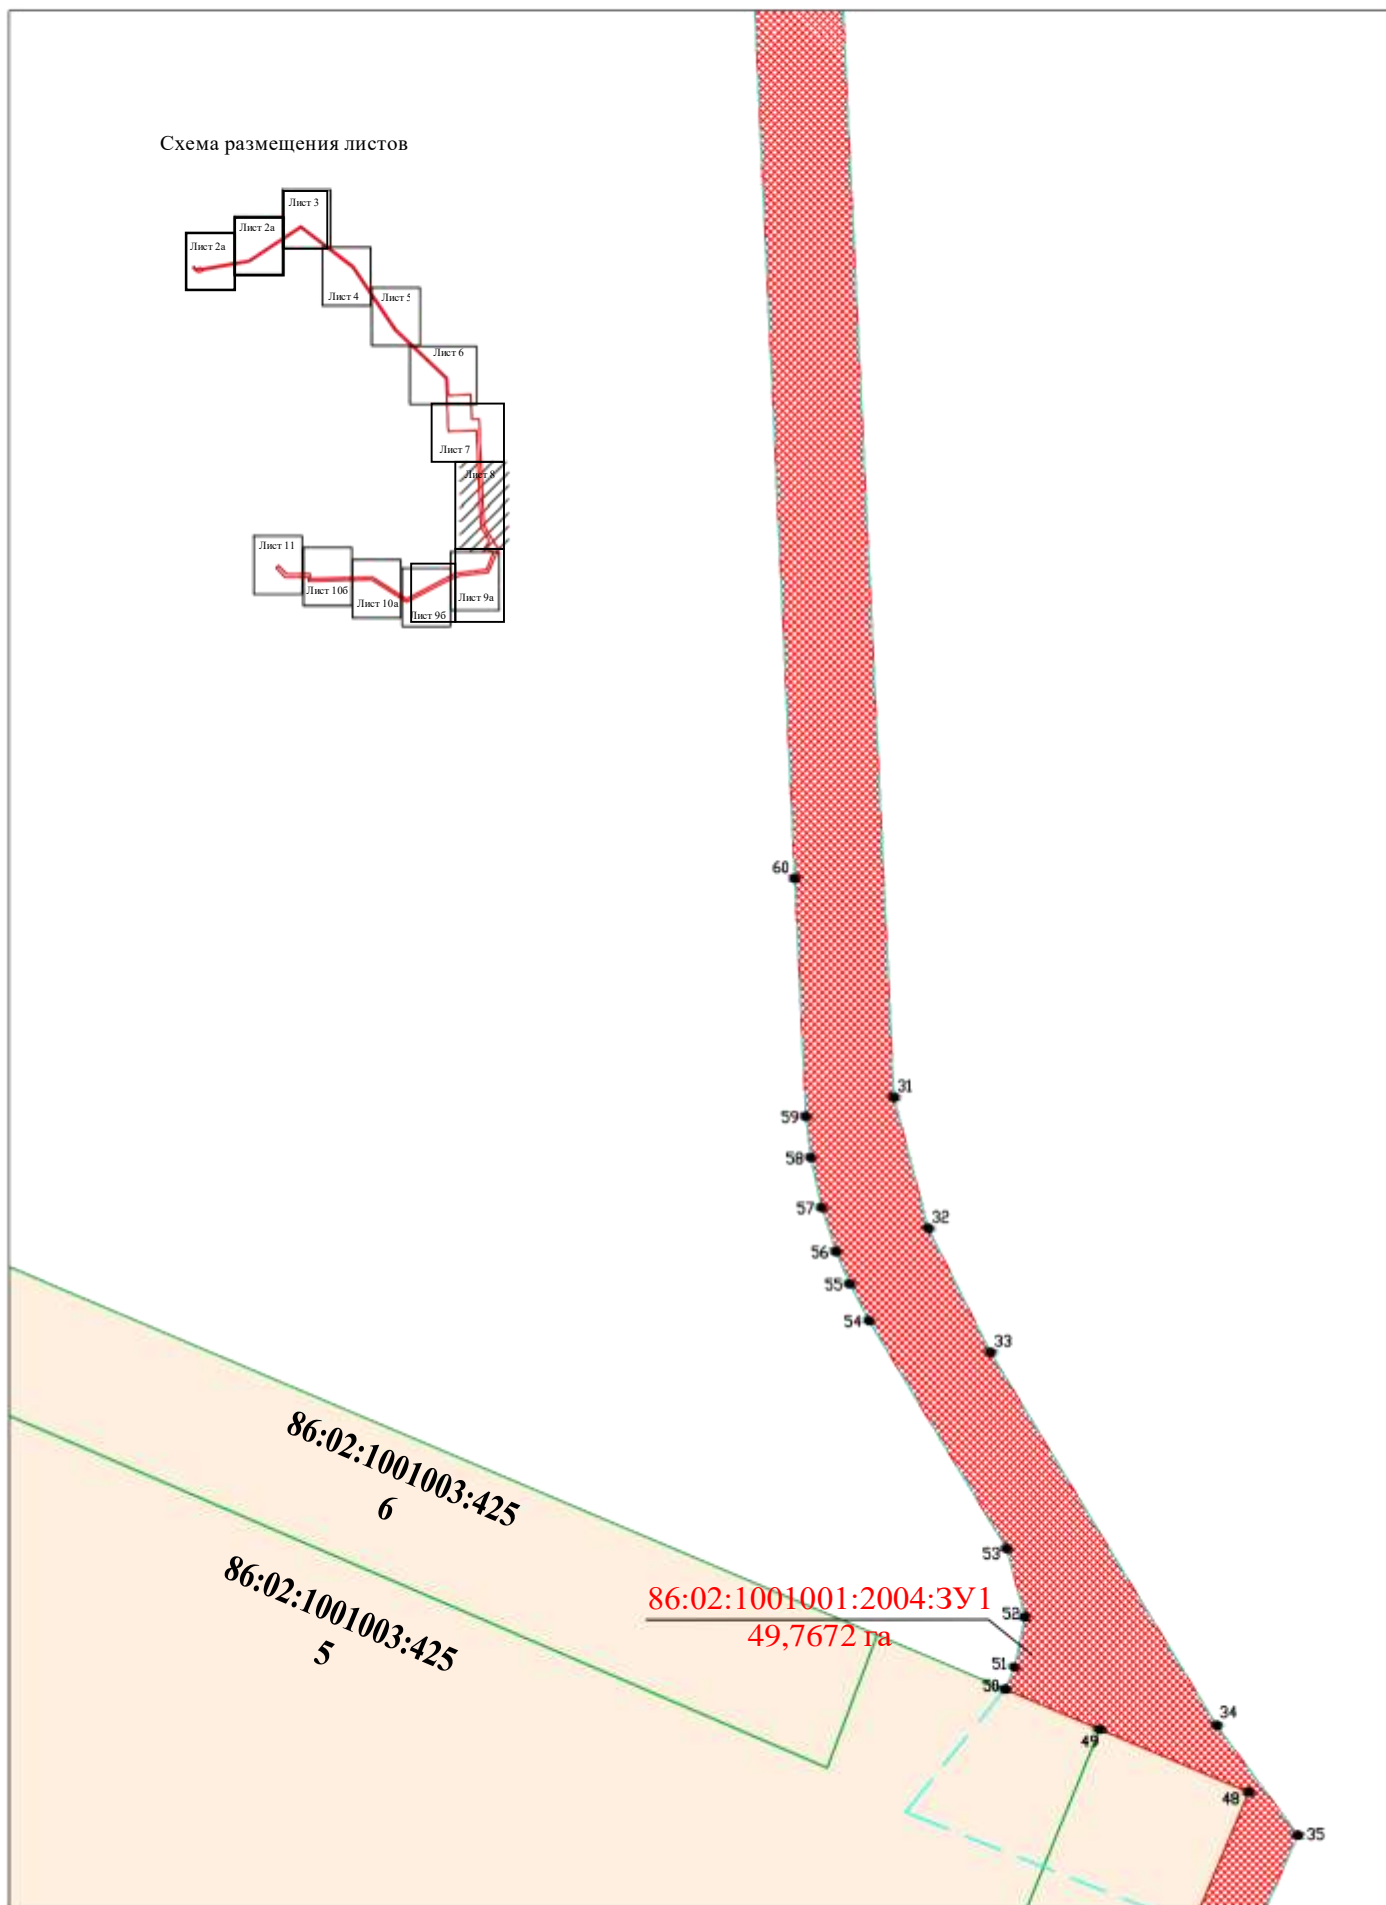 Схема размещения листов
Лист 3
Лист 2а
Лист 2а
Лист 4
Лист 5
Лист 6
Лист 7
Лист 8
Лист 11
Лист 10б
Лист 10а
Лист 9б
Лист 9а
60
31
59
58
57
32
56
55
54
33
86:02:1001003:425
6
53
86:02:1001003:425
5
86:02:1001001:2004:ЗУ1
49,7672 га
52
51
50
34
49
48
35